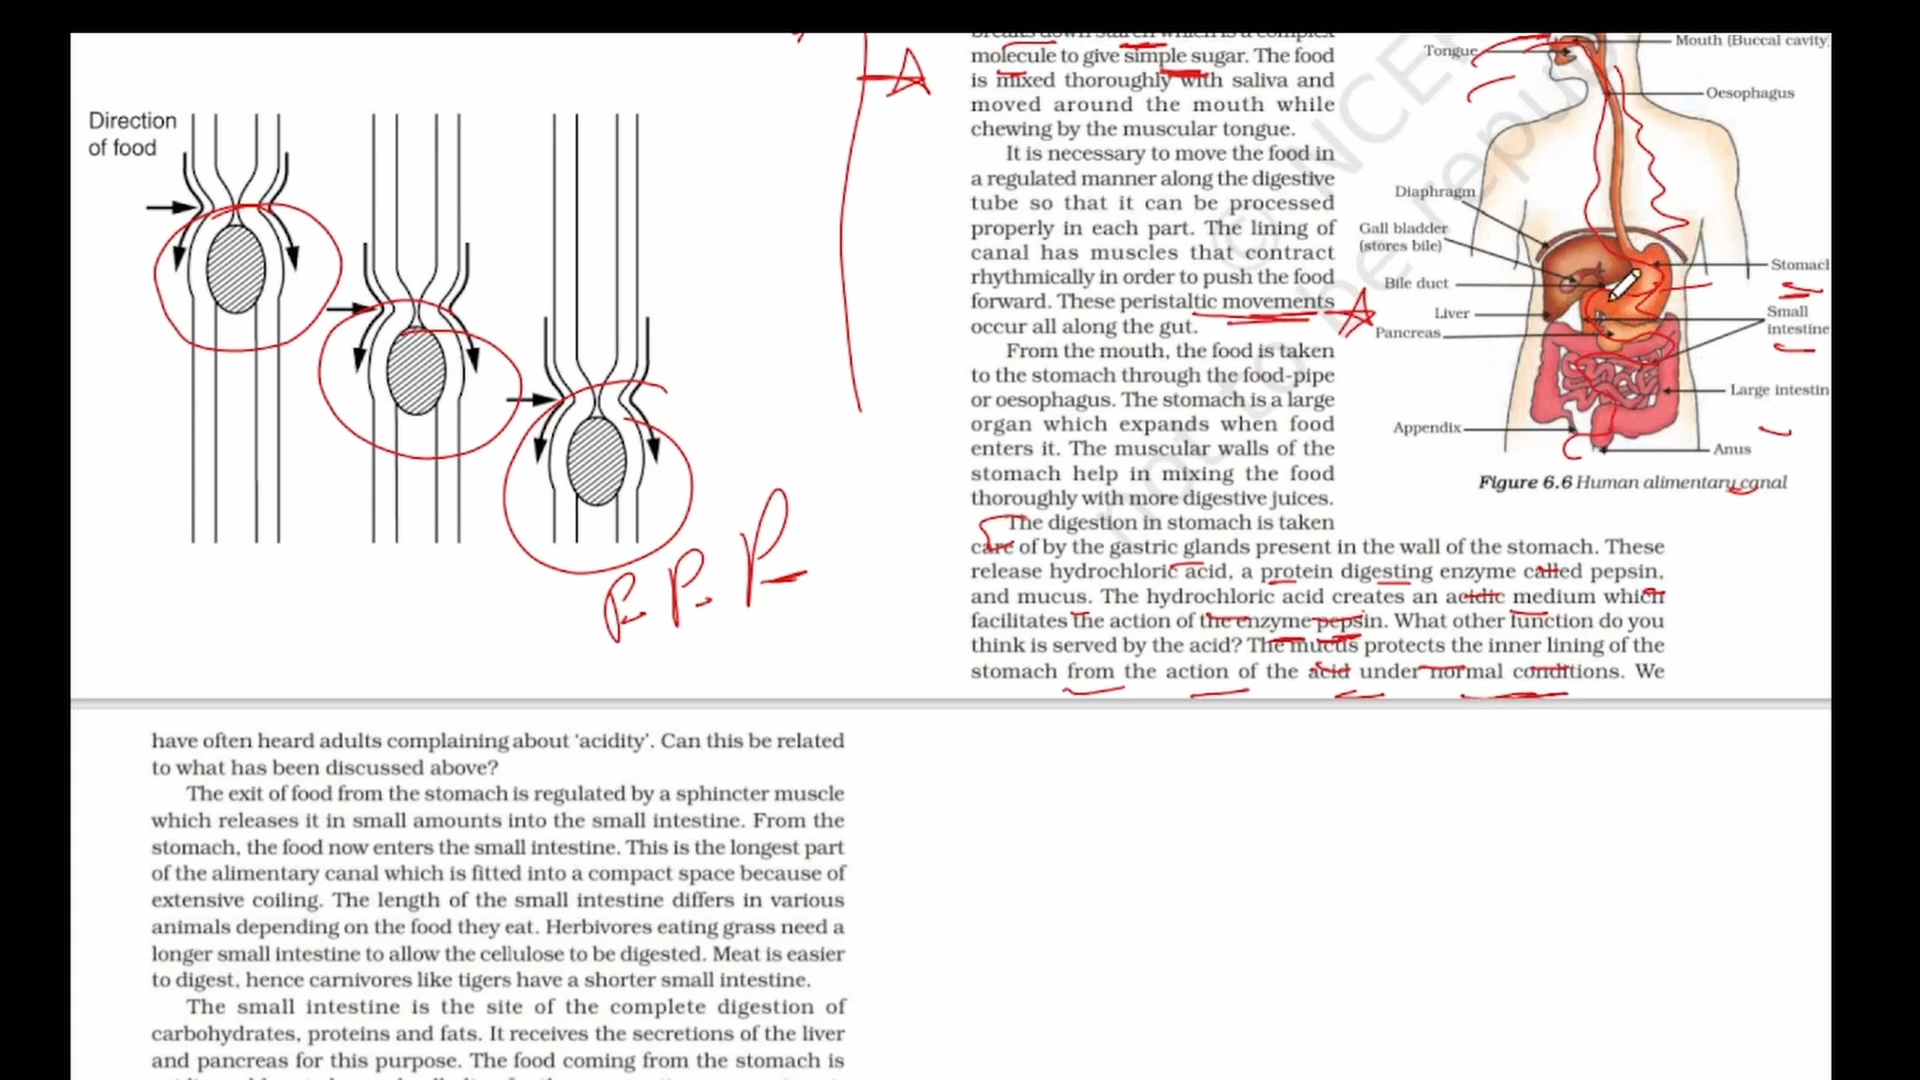 Direction
of food
P. P. P
molecule to give simple sugar. The food
is mixed thoroughly with saliva and
moved around the mouth while
chewing by the muscular tongue.
It is necessary to move the food in
a regulated manner along the digestive
tube so that it can be processed
properly in each part. The lining of
canal has muscles that contract
rhythmically in order to push the food
forward. These peristaltic movements
occur all along the gut.
From the mouth, the food is taken
to the stomach through the food-pipe
or oesophagus. The stomach is a large
organ which expands when food
enters it. The muscular walls of the
stomach help in mixing the food
thoroughly with more digestive juices.
The digestion in stomach is taken
care of by the gastric glands present in the wall of the stomach. These
release hydrochloric acid, a protein digesting enzyme called pepsin,
and mucus. The hydrochloric acid creates an acidic medium which
facilitates the action of the enzyme pepsin. What other function do you
think is served by the acid? The mucus protects the inner lining of the
stomach from the action of the acid under normal conditions. We
Mouth (Buccal cavity
Tongue
Oesophagus
Diaphragm
Gall bladder
(stores bile)
Stomacl
Bile duct
Liver
Small
intestine
Pancreas
Large intestin
Appendix
Anus
Figure 6.6 Human alimentary canal
© NCE
not to be repu
have often heard adults complaining about ‘acidity’. Can this be related
to what has been discussed above?
The exit of food from the stomach is regulated by a sphincter muscle
which releases it in small amounts into the small intestine. From the
stomach, the food now enters the small intestine. This is the longest part
of the alimentary canal which is fitted into a compact space because of
extensive coiling. The length of the small intestine differs in various
animals depending on the food they eat. Herbivores eating grass need a
longer small intestine to allow the cellulose to be digested. Meat is easier
to digest, hence carnivores like tigers have a shorter small intestine.
The small intestine is the site of the complete digestion of
carbohydrates, proteins and fats. It receives the secretions of the liver
and pancreas for this purpose. The food coming from the stomach is